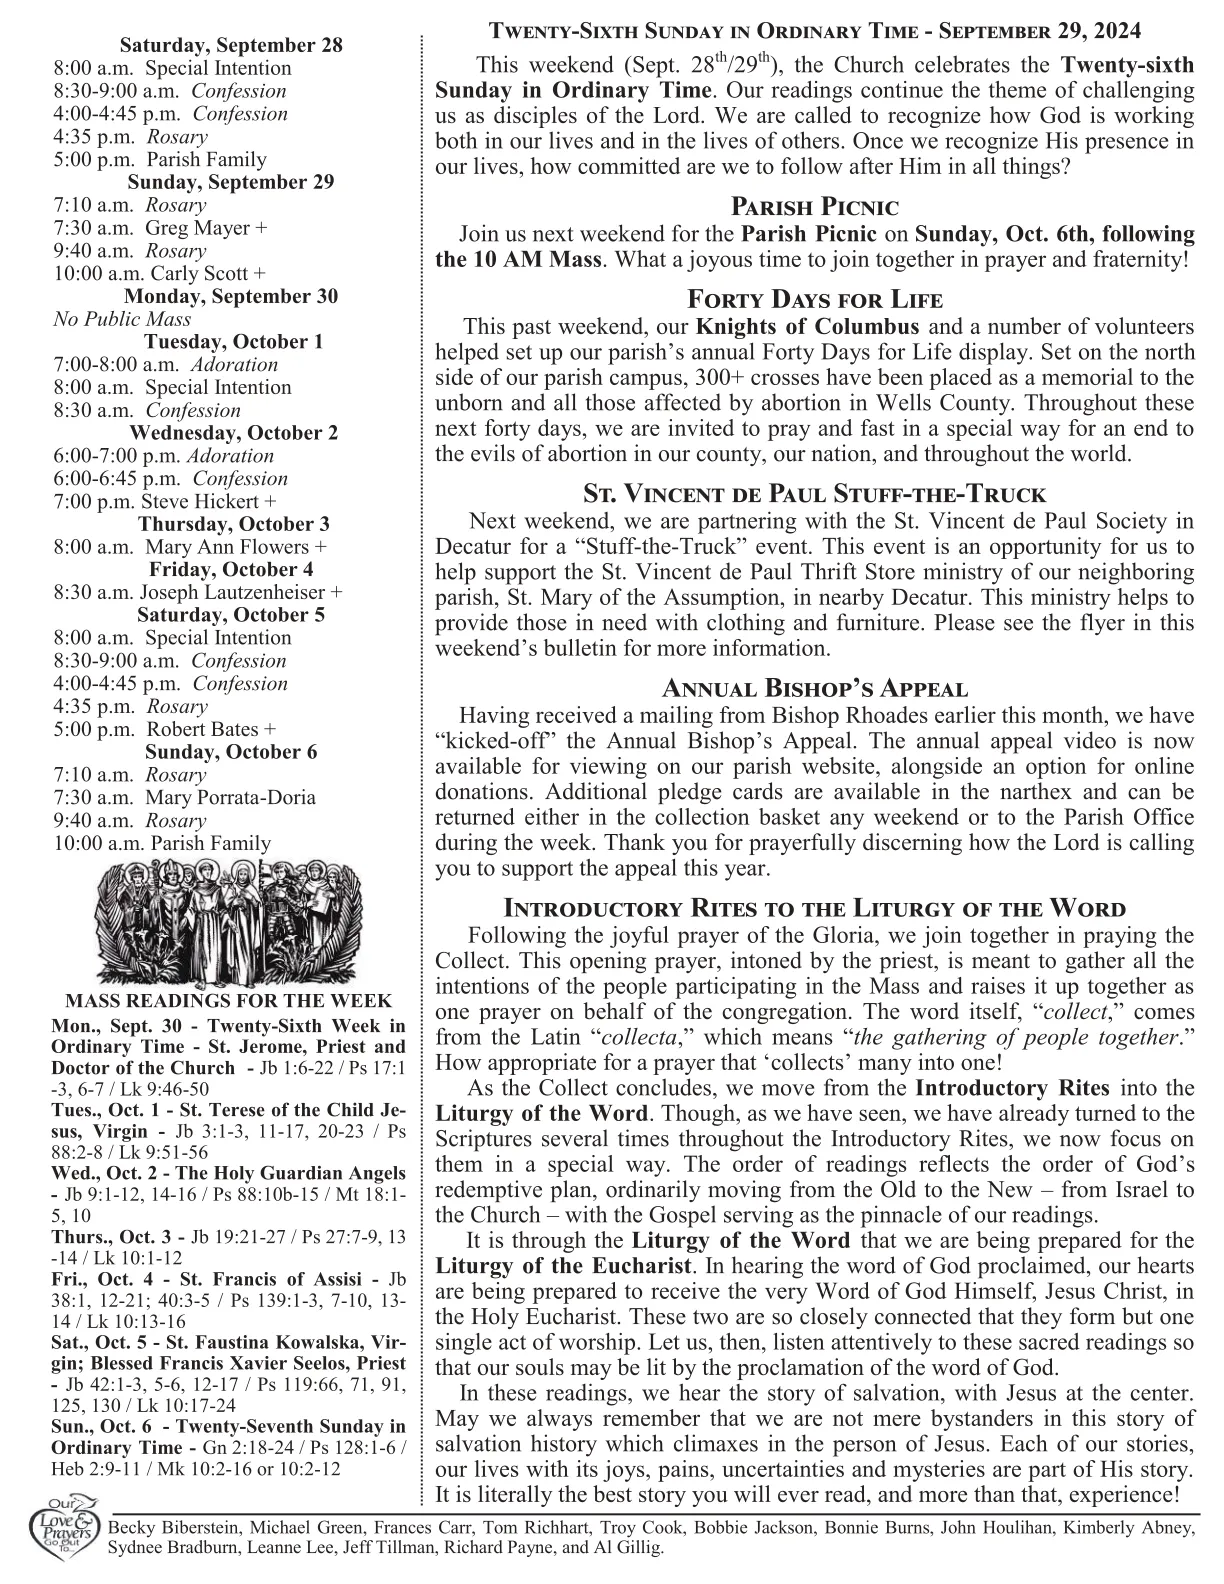 Saturday, September 28
8:00 a.m.  Special Intention
8:30-9:00 a.m.  Confession
4:00-4:45 p.m.  Confession
4:35 p.m.  Rosary
5:00 p.m.  Parish Family
Sunday, September 29
7:10 a.m.  Rosary
7:30 a.m.  Greg Mayer +
9:40 a.m.  Rosary
10:00 a.m. Carly Scott +
Monday, September 30
No Public Mass
Tuesday, October 1
7:00-8:00 a.m.  Adoration
8:00 a.m.  Special Intention
8:30 a.m.  Confession
Wednesday, October 2
6:00-7:00 p.m. Adoration
6:00-6:45 p.m.  Confession
7:00 p.m. Steve Hickert +
Thursday, October 3
8:00 a.m.  Mary Ann Flowers +
Friday, October 4
8:30 a.m. Joseph Lautzenheiser +
Saturday, October 5
8:00 a.m.  Special Intention
8:30-9:00 a.m.  Confession
4:00-4:45 p.m.  Confession
4:35 p.m.  Rosary
5:00 p.m.  Robert Bates +
Sunday, October 6
7:10 a.m.  Rosary
7:30 a.m.  Mary Porrata-Doria
9:40 a.m.  Rosary
10:00 a.m. Parish Family
MASS READINGS FOR THE WEEK
Mon., Sept. 30 - Twenty-Sixth Week in
Ordinary Time - St. Jerome, Priest and
Doctor of the Church  - Jb 1:6-22 / Ps 17:1
-3, 6-7 / Lk 9:46-50
Tues., Oct. 1 - St. Terese of the Child Je-
sus, Virgin - Jb 3:1-3, 11-17, 20-23 / Ps
88:2-8 / Lk 9:51-56
Wed., Oct. 2 - The Holy Guardian Angels
- Jb 9:1-12, 14-16 / Ps 88:10b-15 / Mt 18:1-
5, 10
Thurs., Oct. 3 - Jb 19:21-27 / Ps 27:7-9, 13
-14 / Lk 10:1-12
Fri., Oct. 4 - St. Francis of Assisi - Jb
38:1, 12-21; 40:3-5 / Ps 139:1-3, 7-10, 13-
14 / Lk 10:13-16
Sat., Oct. 5 - St. Faustina Kowalska, Vir-
gin; Blessed Francis Xavier Seelos, Priest
- Jb 42:1-3, 5-6, 12-17 / Ps 119:66, 71, 91,
125, 130 / Lk 10:17-24
Sun., Oct. 6  - Twenty-Seventh Sunday in
Ordinary Time - Gn 2:18-24 / Ps 128:1-6 /
Heb 2:9-11 / Mk 10:2-16 or 10:2-12
Twenty-Sixth Sunday in Ordinary Time - September 29, 2024
This weekend (Sept. 28th/29th), the Church celebrates the Twenty-sixth
Sunday in Ordinary Time. Our readings continue the theme of challenging
us as disciples of the Lord. We are called to recognize how God is working
both in our lives and in the lives of others. Once we recognize His presence in
our lives, how committed are we to follow after Him in all things?
Parish Picnic
Join us next weekend for the Parish Picnic on Sunday, Oct. 6th, following
the 10 AM Mass. What a joyous time to join together in prayer and fraternity!
Forty Days for Life
This past weekend, our Knights of Columbus and a number of volunteers
helped set up our parish's annual Forty Days for Life display. Set on the north
side of our parish campus, 300+ crosses have been placed as a memorial to the
unborn and all those affected by abortion in Wells County. Throughout these
next forty days, we are invited to pray and fast in a special way for an end to
the evils of abortion in our county, our nation, and throughout the world.
St. Vincent de Paul Stuff-the-Truck
Next weekend, we are partnering with the St. Vincent de Paul Society in
Decatur for a “Stuff-the-Truck” event. This event is an opportunity for us to
help support the St. Vincent de Paul Thrift Store ministry of our neighboring
parish, St. Mary of the Assumption, in nearby Decatur. This ministry helps to
provide those in need with clothing and furniture. Please see the flyer in this
weekend's bulletin for more information.
Annual Bishop's Appeal
Having received a mailing from Bishop Rhoades earlier this month, we have
“kicked-off” the Annual Bishop's Appeal. The annual appeal video is now
available for viewing on our parish website, alongside an option for online
donations. Additional pledge cards are available in the narthex and can be
returned either in the collection basket any weekend or to the Parish Office
during the week. Thank you for prayerfully discerning how the Lord is calling
you to support the appeal this year.
Introductory Rites to the Liturgy of the Word
Following the joyful prayer of the Gloria, we join together in praying the
Collect. This opening prayer, intoned by the priest, is meant to gather all the
intentions of the people participating in the Mass and raises it up together as
one prayer on behalf of the congregation. The word itself, “collect,” comes
from the Latin “collecta,” which means “the gathering of people together.”
How appropriate for a prayer that ‘collects’ many into one!
As the Collect concludes, we move from the Introductory Rites into the
Liturgy of the Word. Though, as we have seen, we have already turned to the
Scriptures several times throughout the Introductory Rites, we now focus on
them in a special way. The order of readings reflects the order of God's
redemptive plan, ordinarily moving from the Old to the New – from Israel to
the Church – with the Gospel serving as the pinnacle of our readings.
It is through the Liturgy of the Word that we are being prepared for the
Liturgy of the Eucharist. In hearing the word of God proclaimed, our hearts
are being prepared to receive the very Word of God Himself, Jesus Christ, in
the Holy Eucharist. These two are so closely connected that they form but one
single act of worship. Let us, then, listen attentively to these sacred readings so
that our souls may be lit by the proclamation of the word of God.
In these readings, we hear the story of salvation, with Jesus at the center.
May we always remember that we are not mere bystanders in this story of
salvation history which climaxes in the person of Jesus. Each of our stories,
our lives with its joys, pains, uncertainties and mysteries are part of His story.
It is literally the best story you will ever read, and more than that, experience!
Our
Love &
Prayers
Go Out
To...
Becky Biberstein, Michael Green, Frances Carr, Tom Richhart, Troy Cook, Bobbie Jackson, Bonnie Burns, John Houlihan, Kimberly Abney,
Sydnee Bradburn, Leanne Lee, Jeff Tillman, Richard Payne, and Al Gillig.